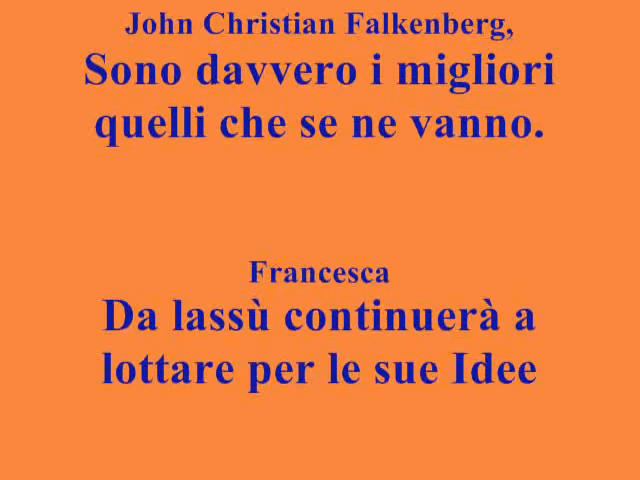 John Christian Falkenberg,
Sono davvero i migliori
quelli che se ne vanno.
Francesca
Da lassù continuerà a
lottare per le sue Idee